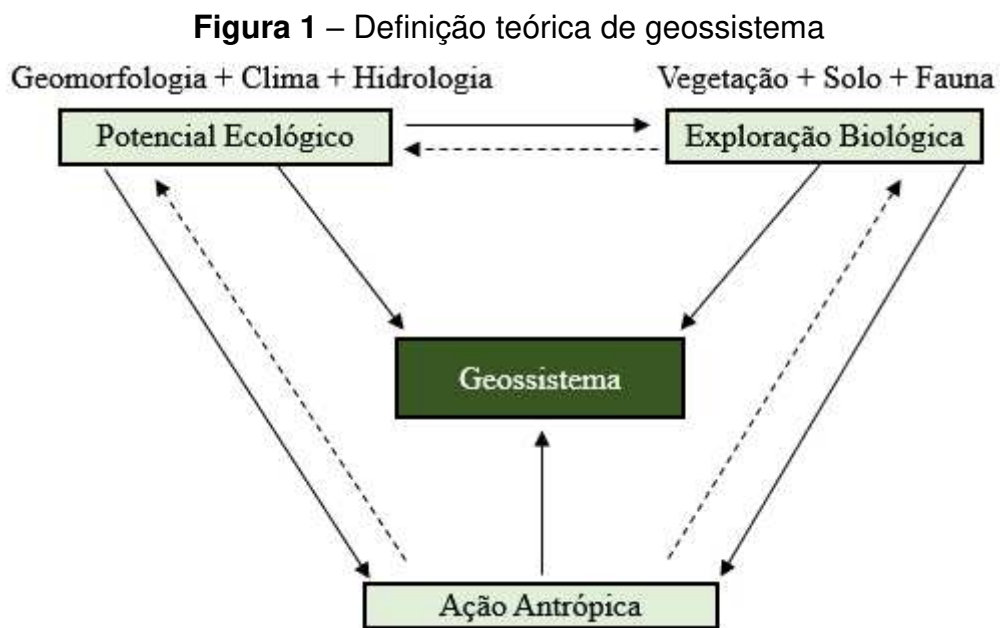 Figura 1 – Definição teórica de geossistema
Geomorfologia + Clima + Hidrologia
Vegetação + Solo + Fauna
Potencial Ecológico
Exploração Biológica
Geossistema
Ação Antrópica